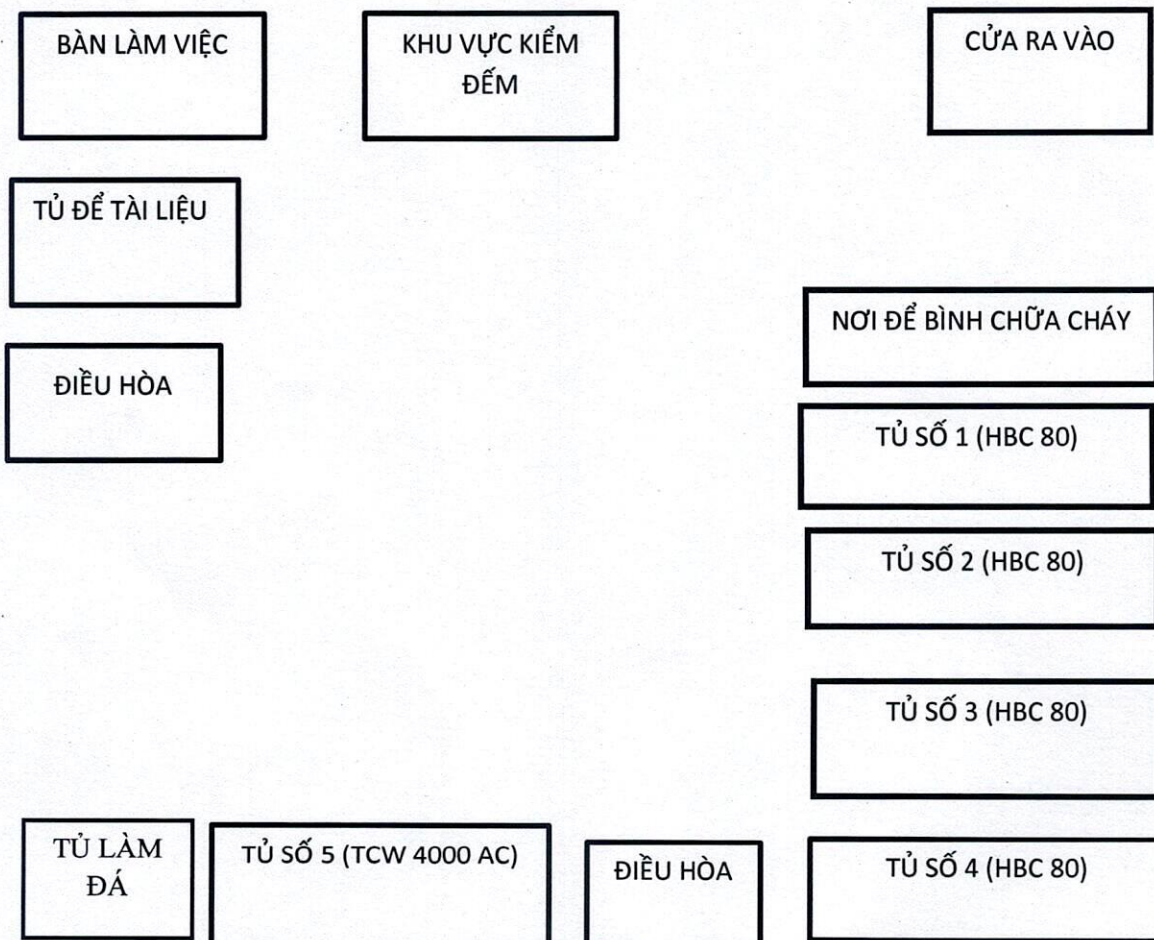 BÀN LÀM VIỆC
KHU VỰC KIỂM
ĐẾM
CỬA RA VÀO
TỦ ĐỂ TÀI LIỆU
NƠI ĐỂ BÌNH CHỮA CHÁY
ĐIỀU HÒA
TỦ SỐ 1 (HBC 80)
TỦ SỐ 2 (HBC 80)
TỦ SỐ 3 (HBC 80)
TỦ LÀM
ĐÁ
TỦ SỐ 5 (TCW 4000 AC)
ĐIỀU HÒA
TỦ SỐ 4 (HBC 80)